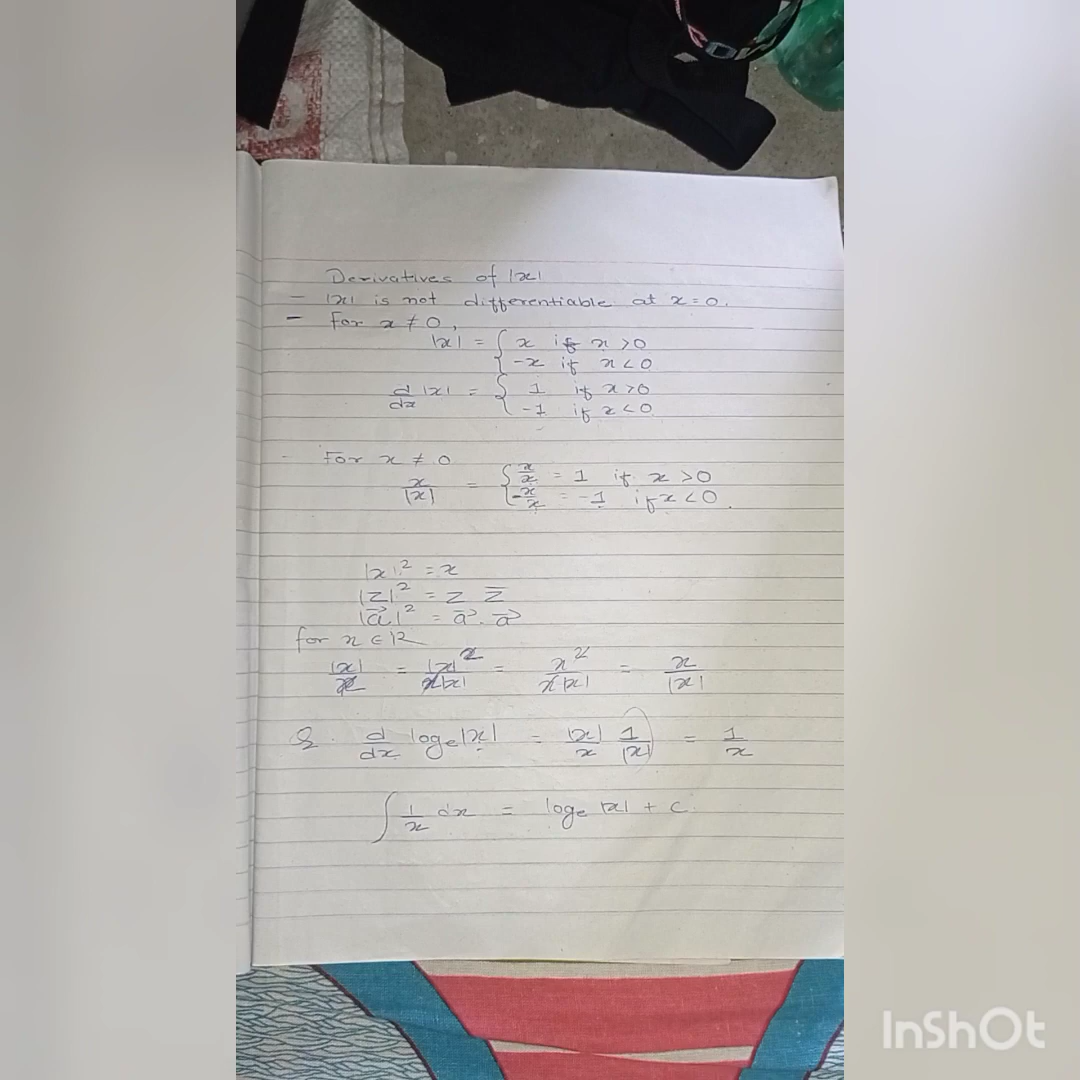 Derivatives of |x|
- |x| is not differentiable at x=0.
- For x ≠ 0,
|x| = { x if x >0
-x if x <0
d/dx |x| = { 1 if x >0
-1 if x <0
- For x ≠ 0
x/|x| = { x/x = 1 if x >0
-x/x = -1 if x <0.
|x|² = x
|z|² = z z̅
|a⃗|² = a⃗. a⃗
for x ∈ R
|x|/x = |x|²/x|x| = x²/x|x| = x/|x|
Q. d/dx logₑ|x| = |x|/x 1/|x| = 1/x
∫ 1/x dx = logₑ |x| + c.
InShOt